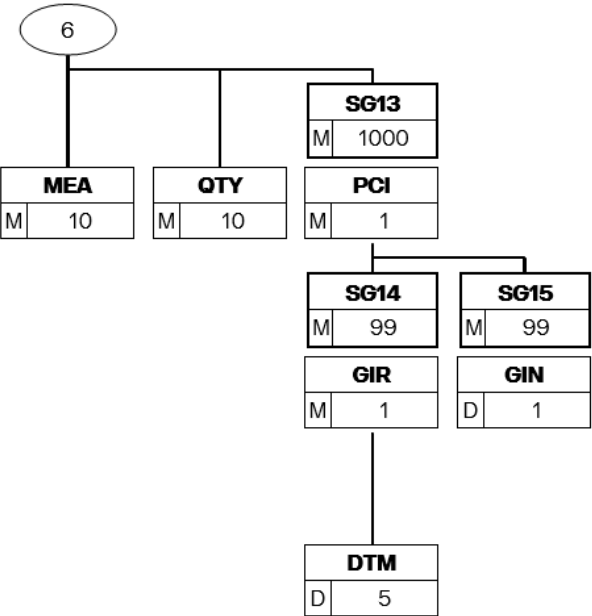 6
SG13
M 1000
MEA QTY PCI
M 10 M 10 M 1
SG14 SG15
M 99 M 99
GIR GIN
M 1 D 1
DTM
D 5